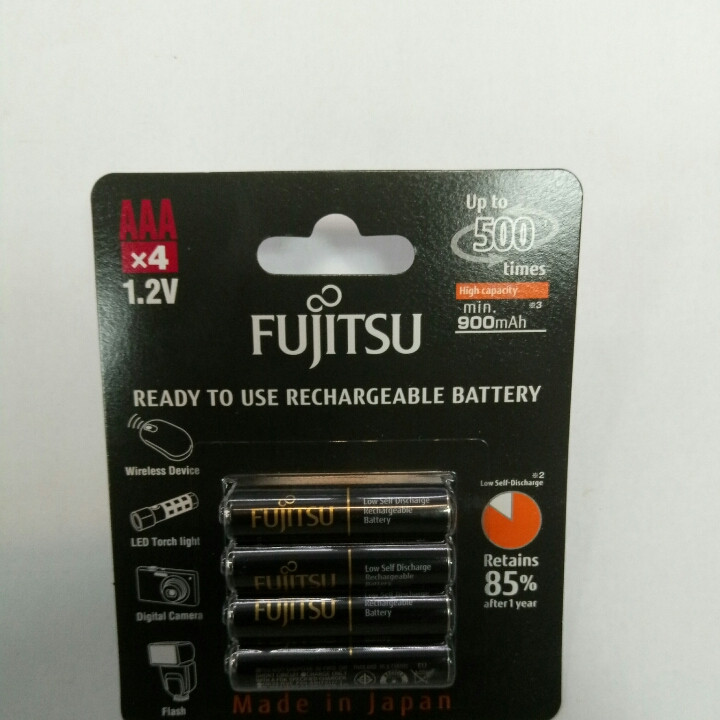 AAA
×4
1.2V
Up to
500
times
High capacity
min. ※3
900mAh
FUJITSU
READY TO USE RECHARGEABLE BATTERY
Wireless Device
LED Torch light
Digital Camera
Flash
※2
Low Self-Discharge
Retains
85%
after 1 year
FUJITSU
Low Self Discharge
Rechargeable
Battery
FUJITSU
Low Self Discharge
Rechargeable
FUJITSU
Rechargeable
Battery
Made in Japan